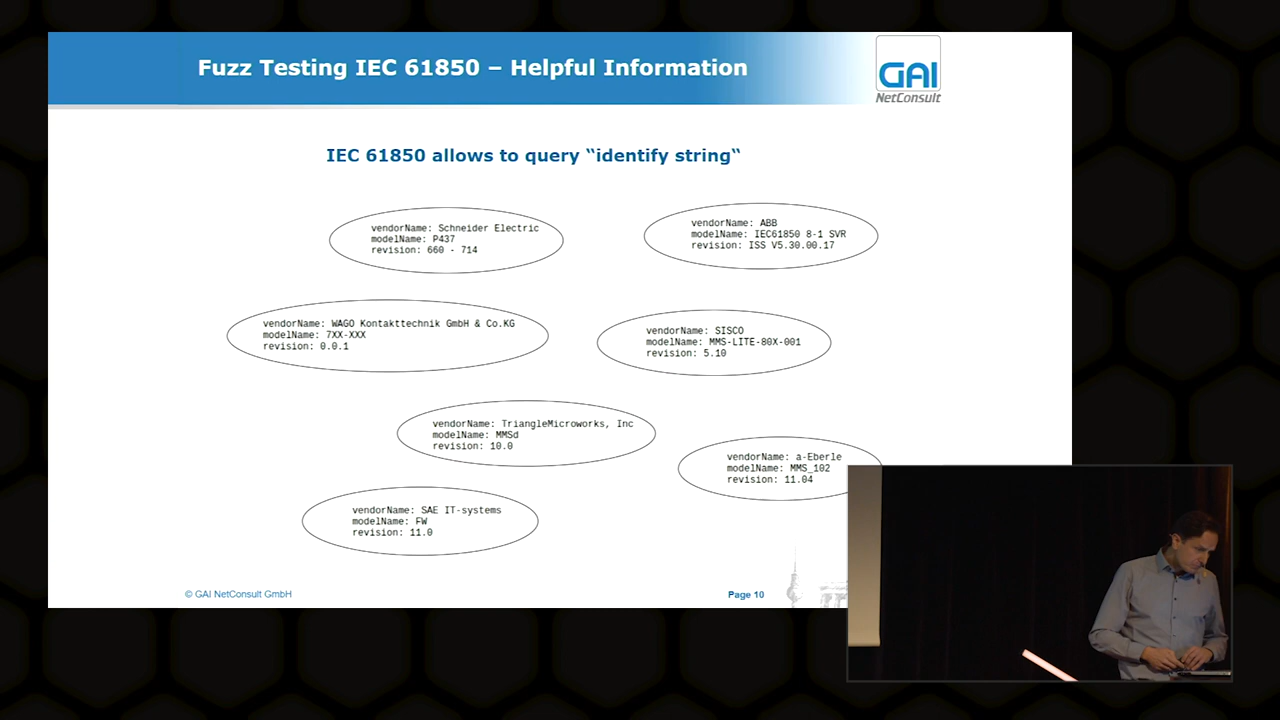 Fuzz Testing IEC 61850 – Helpful Information
GAI
NetConsult
IEC 61850 allows to query “identify string“
vendorName: Schneider Electric
modelName: P437
revision: 660 - 714
vendorName: ABB
modelName: IEC61850 8-1 SVR
revision: ISS V5.30.00.17
vendorName: WAGO Kontakttechnik GmbH & Co.KG
modelName: 7XX-XXX
revision: 0.0.1
vendorName: SISCO
modelName: MMS-LITE-80X-001
revision: 5.10
vendorName: TriangleMicroworks, Inc
modelName: MMSd
revision: 10.0
vendorName: a-Eberle
modelName: MMS_102
revision: 11.04
vendorName: SAE IT-systems
modelName: FW
revision: 11.0
© GAI NetConsult GmbH
Page 10